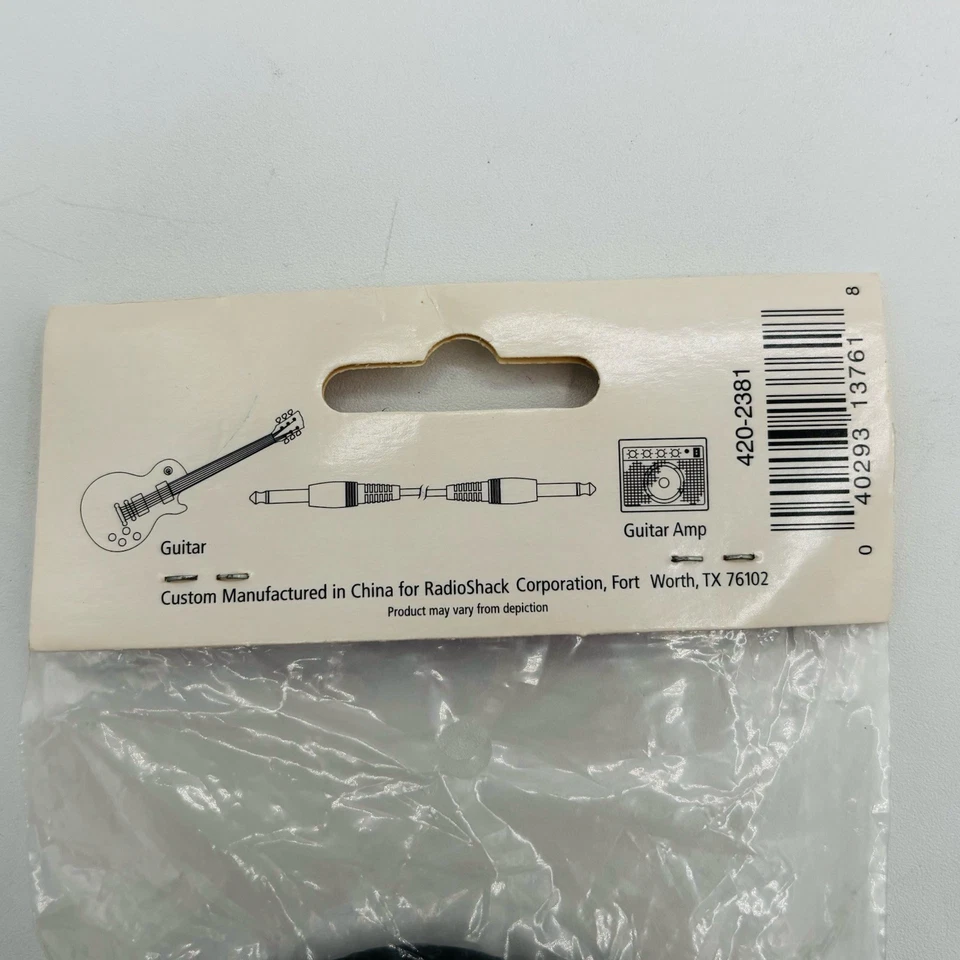 Guitar
Guitar Amp
Custom Manufactured in China for RadioShack Corporation, Fort Worth, TX 76102
Product may vary from depiction
420-2381
0 40293 13761 8